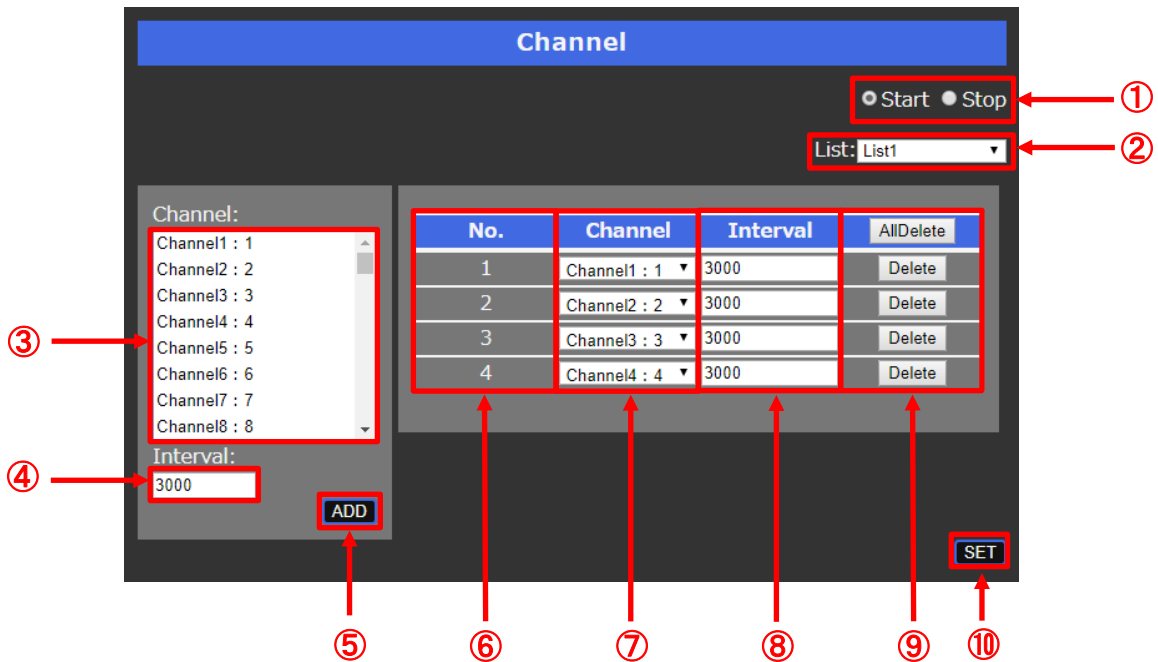 Channel
Start Stop ①
List: List1 ②
Channel:
Channel1 : 1
Channel2 : 2
Channel3 : 3
Channel4 : 4
Channel5 : 5
Channel6 : 6
Channel7 : 7
Channel8 : 8
③
Interval:
④ 3000
ADD
No. Channel Interval AllDelete
1 Channel1 : 1 3000 Delete
2 Channel2 : 2 3000 Delete
3 Channel3 : 3 3000 Delete
4 Channel4 : 4 3000 Delete
SET
⑤ ⑥ ⑦ ⑧ ⑨ ⑩